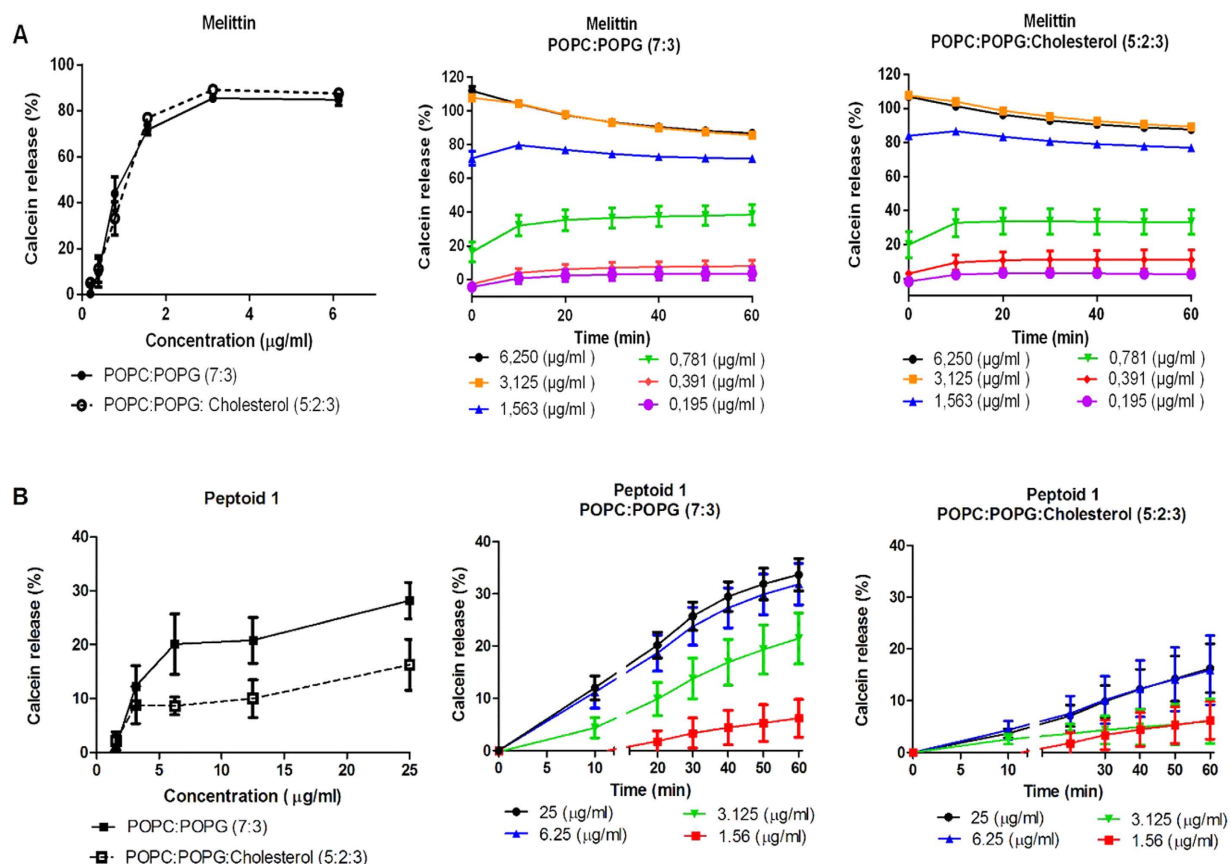 A
Melittin
Calcein release (%)
100
80
60
40
20
0
0 2 4 6
Concentration (μg/ml)
POPC:POPG (7:3)
POPC:POPG: Cholesterol (5:2:3)
Melittin
POPC:POPG (7:3)
Calcein release (%)
120
100
80
60
40
20
0
0 20 40 60
Time (min)
6,250 (μg/ml )
3,125 (μg/ml )
1,563 (μg/ml )
0,781 (μg/ml )
0,391 (μg/ml )
0,195 (μg/ml )
Melittin
POPC:POPG:Cholesterol (5:2:3)
Calcein release (%)
120
100
80
60
40
20
0
0 20 40 60
Time (min)
6,250 (μg/ml )
3,125 (μg/ml )
1,563 (μg/ml )
0,781 (μg/ml )
0,391 (μg/ml )
0,195 (μg/ml )
B
Peptoid 1
Calcein release (%)
40
30
20
10
0
0 5 10 15 20 25
Concentration ( μg/ml)
POPC:POPG (7:3)
POPC:POPG:Cholesterol (5:2:3)
Peptoid 1
POPC:POPG (7:3)
Calcein release (%)
40
30
20
10
0
0 5 10 20 30 40 50 60
Time (min)
25 (μg/ml)
6.25 (μg/ml)
3.125 (μg/ml)
1.56 (μg/ml)
Peptoid 1
POPC:POPG:Cholesterol (5:2:3)
Calcein release (%)
40
30
20
10
0
0 5 10 30 40 50 60
Time (min)
25 (μg/ml)
6.25 (μg/ml)
3.125 (μg/ml)
1.56 (μg/ml)